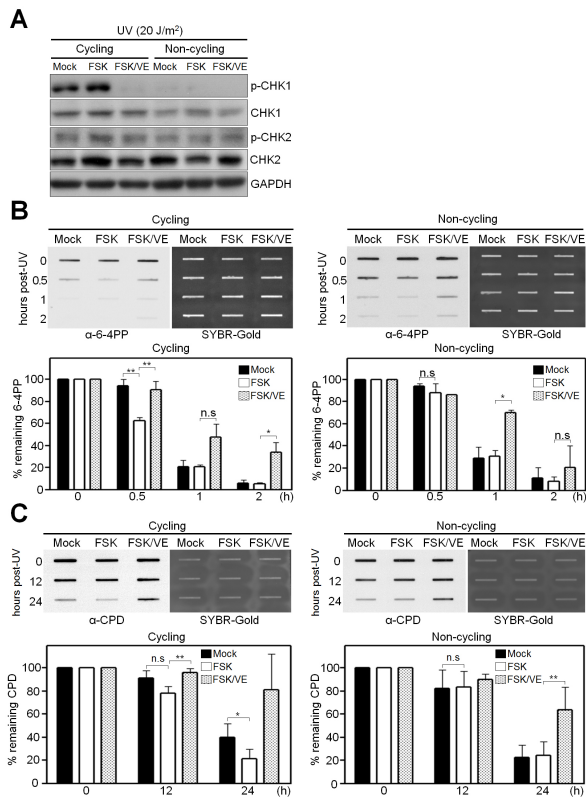 A
UV (20 J/m²)
Cycling Non-cycling
Mock FSK FSK/VE Mock FSK FSK/VE
p-CHK1
CHK1
p-CHK2
CHK2
GAPDH
B
Cycling
Mock FSK FSK/VE Mock FSK FSK/VE
hours post-UV
0
0.5
1
2
α-6-4PP SYBR-Gold
Non-cycling
Mock FSK FSK/VE Mock FSK FSK/VE
hours post-UV
0
0.5
1
2
α-6-4PP SYBR-Gold
Cycling
% remaining 6-4PP
100
80
60
40
20
0
** **
n.s
*
Mock
FSK
FSK/VE
0 0.5 1 2 (h)
Non-cycling
% remaining 6-4PP
100
80
60
40
20
0
n.s
*
n.s
Mock
FSK
FSK/VE
0 0.5 1 2 (h)
C
Cycling
Mock FSK FSK/VE Mock FSK FSK/VE
hours post-UV
0
12
24
α-CPD SYBR-Gold
Non-cycling
Mock FSK FSK/VE Mock FSK FSK/VE
hours post-UV
0
12
24
α-CPD SYBR-Gold
Cycling
% remaining CPD
100
80
60
40
20
0
n.s **
*
Mock
FSK
FSK/VE
0 12 24 (h)
Non-cycling
% remaining CPD
100
80
60
40
20
0
n.s
**
Mock
FSK
FSK/VE
0 12 24 (h)